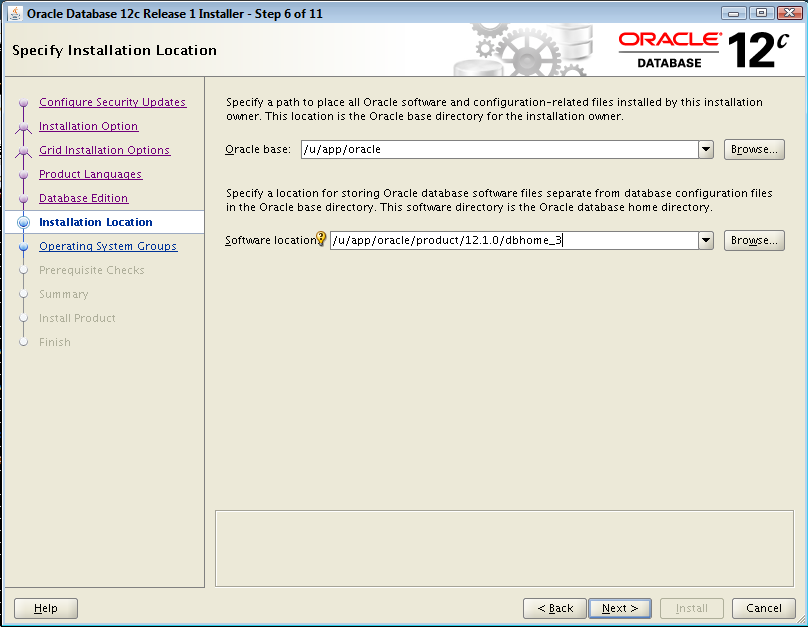 Oracle Database 12c Release 1 Installer - Step 6 of 11
Specify Installation Location
ORACLE®
DATABASE
12c
Configure Security Updates
Installation Option
Grid Installation Options
Product Languages
Database Edition
Installation Location
Operating System Groups
Prerequisite Checks
Summary
Install Product
Finish
Specify a path to place all Oracle software and configuration-related files installed by this installation
owner. This location is the Oracle base directory for the installation owner.
Oracle base: /u/app/oracle Browse...
Specify a location for storing Oracle database software files separate from database configuration files
in the Oracle base directory. This software directory is the Oracle database home directory.
Software location: /u/app/oracle/product/12.1.0/dbhome_3 Browse...
Help < Back Next > Install Cancel